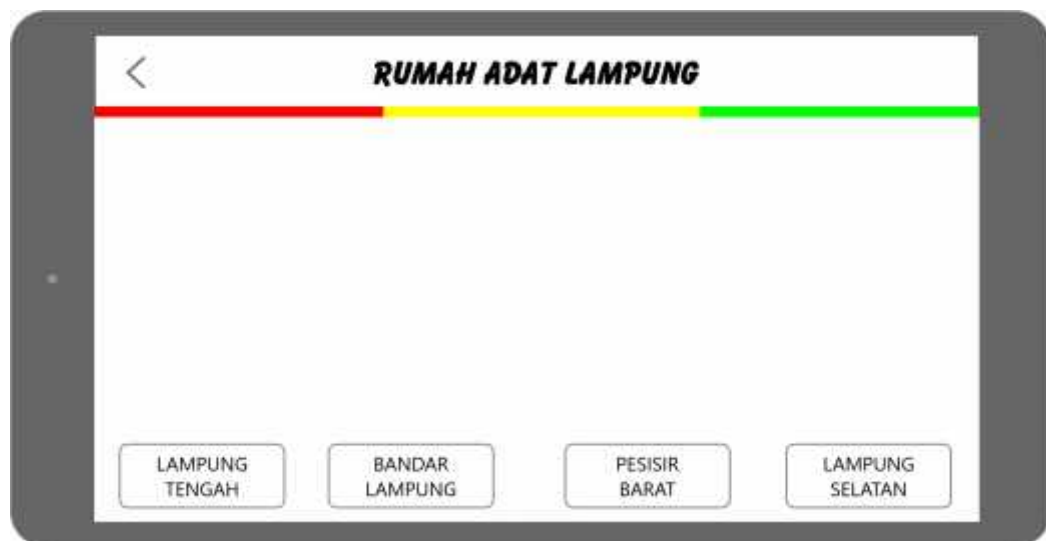 RUMAH ADAT LAMPUNG
LAMPUNG
TENGAH
BANDAR
LAMPUNG
PESISIR
BARAT
LAMPUNG
SELATAN